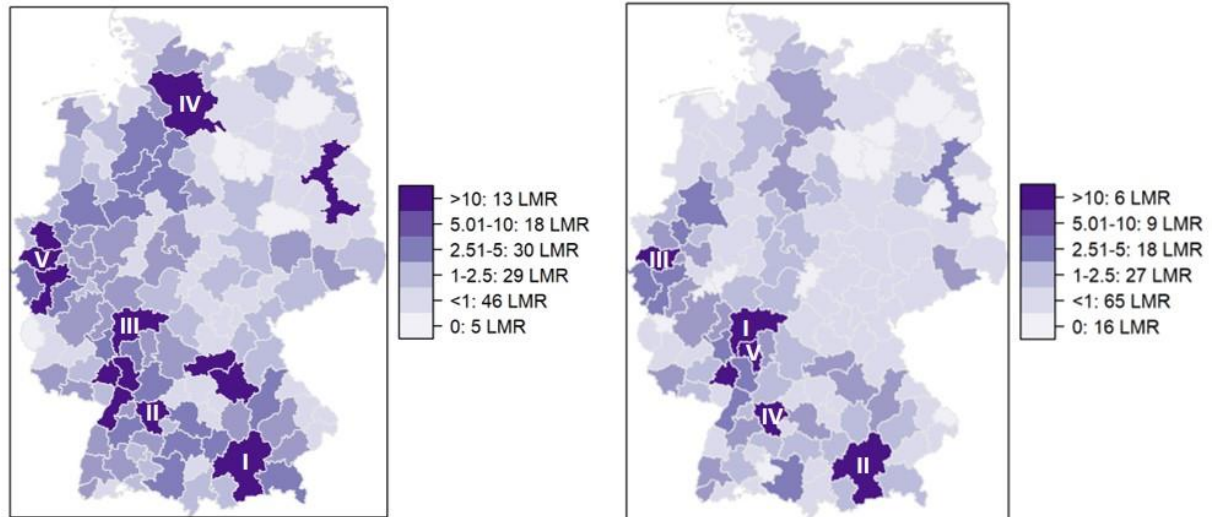 IV
V
III
II
I
>10: 13 LMR
5.01-10: 18 LMR
2.51-5: 30 LMR
1-2.5: 29 LMR
<1: 46 LMR
0: 5 LMR
III
I
V
IV
II
>10: 6 LMR
5.01-10: 9 LMR
2.51-5: 18 LMR
1-2.5: 27 LMR
<1: 65 LMR
0: 16 LMR